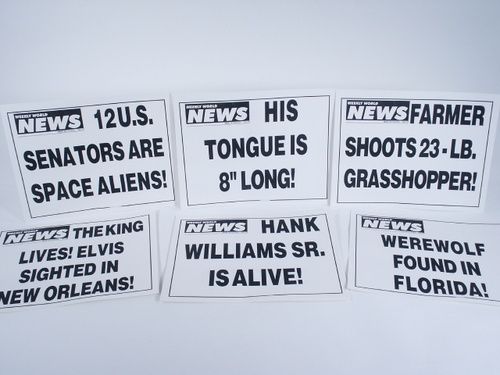 WEEKLY WORLD
NEWS 12 U.S.
SENATORS ARE
SPACE ALIENS!
WEEKLY WORLD
NEWS HIS
TONGUE IS
8" LONG!
WEEKLY WORLD
NEWS FARMER
SHOOTS 23-LB.
GRASSHOPPER!
NEWS THE KING
LIVES! ELVIS
SIGHTED IN
NEW ORLEANS!
NEWS HANK
WILLIAMS SR.
IS ALIVE!
NEWS
WEREWOLF
FOUND IN
FLORIDA!